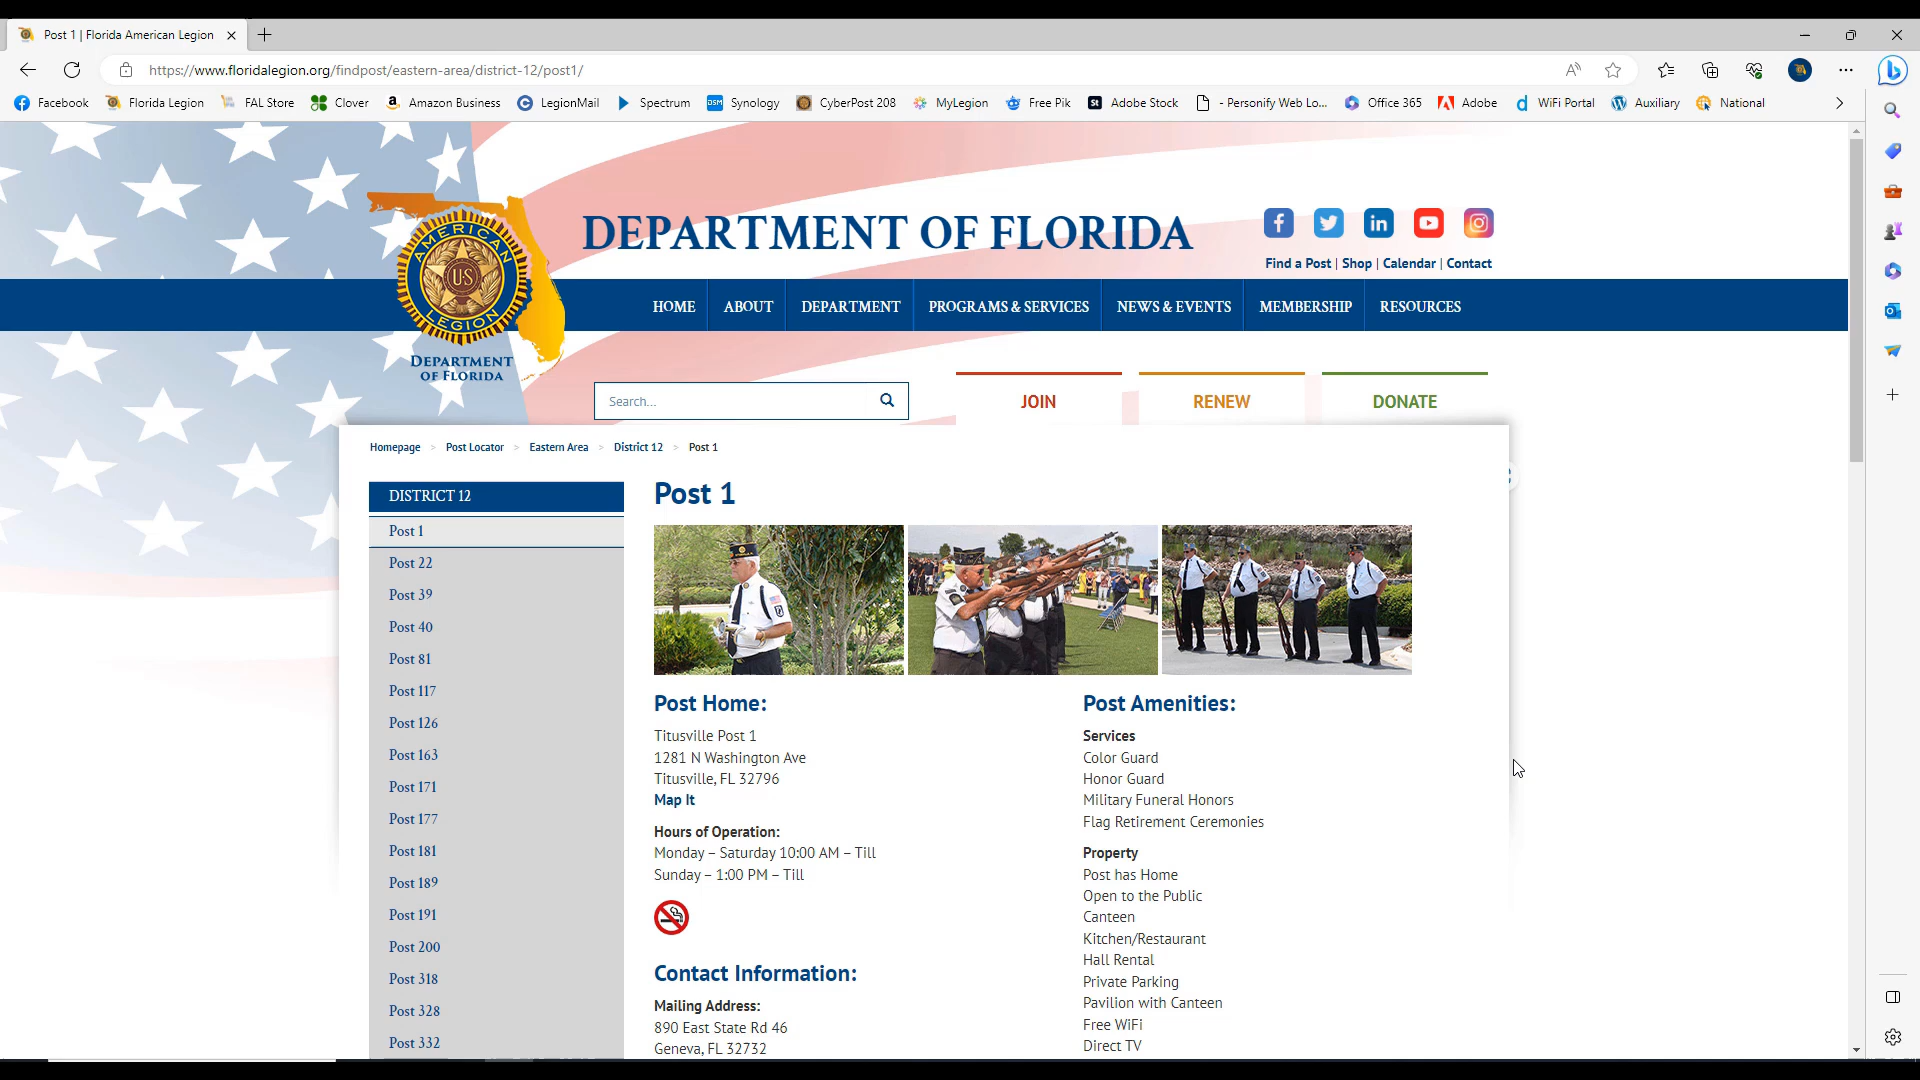 Post 1 | Florida American Legion
https://www.floridalegion.org/findpost/eastern-area/district-12/post1/
Facebook Florida Legion FAL Store Clover Amazon Business LegionMail Spectrum Synology CyberPost 208 MyLegion Free Pik Adobe Stock - Personify Web Lo... Office 365 Adobe WiFi Portal Auxiliary National
DEPARTMENT OF FLORIDA
Find a Post | Shop | Calendar | Contact
AMERICAN
US
LEGION
DEPARTMENT
OF FLORIDA
HOME ABOUT DEPARTMENT PROGRAMS & SERVICES NEWS & EVENTS MEMBERSHIP RESOURCES
Search...
JOIN RENEW DONATE
Homepage > Post Locator > Eastern Area > District 12 > Post 1
DISTRICT 12
Post 1
Post 22
Post 39
Post 40
Post 81
Post 117
Post 126
Post 163
Post 171
Post 177
Post 181
Post 189
Post 191
Post 200
Post 318
Post 328
Post 332
Post 1
Post Home:
Titusville Post 1
1281 N Washington Ave
Titusville, FL 32796
Map It
Hours of Operation:
Monday – Saturday 10:00 AM – Till
Sunday – 1:00 PM – Till
Contact Information:
Mailing Address:
890 East State Rd 46
Geneva, FL 32732
Post Amenities:
Services
Color Guard
Honor Guard
Military Funeral Honors
Flag Retirement Ceremonies
Property
Post has Home
Open to the Public
Canteen
Kitchen/Restaurant
Hall Rental
Private Parking
Pavilion with Canteen
Free WiFi
Direct TV